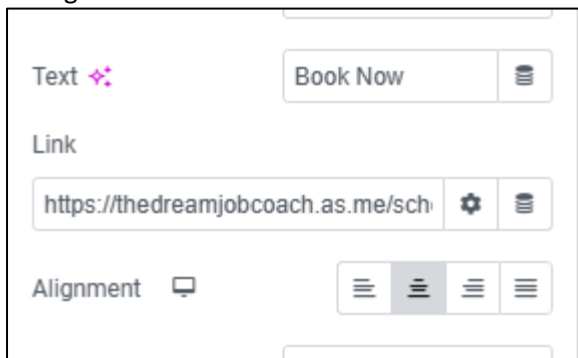 Text
Book Now
Link
https://thedreamjobcoach.as.me/sch
Alignment